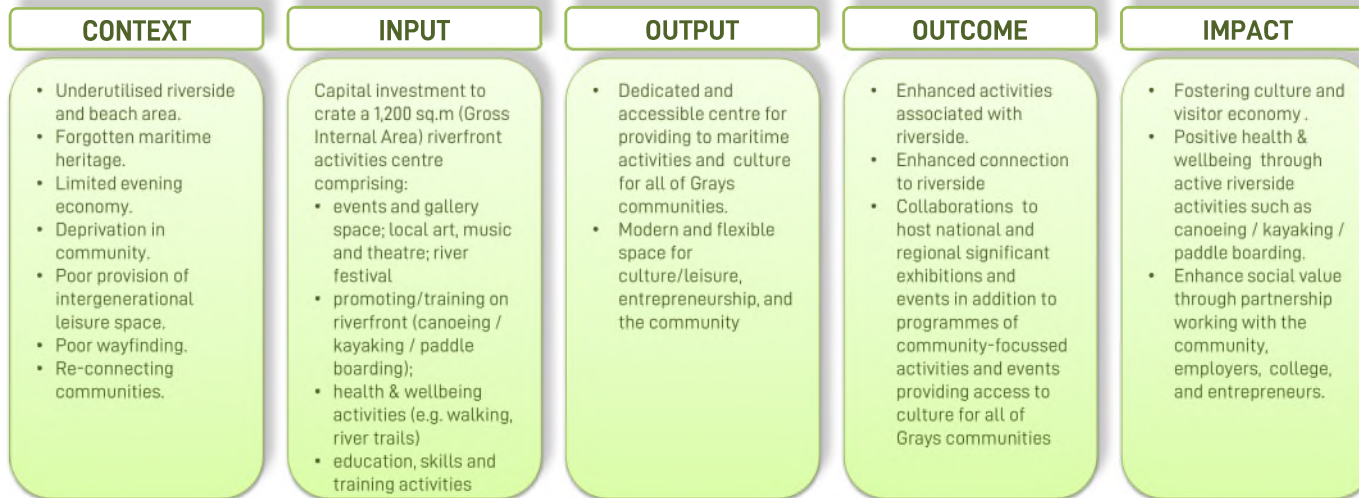 CONTEXT
• Underutilised riverside
and beach area.
• Forgotten maritime
heritage.
• Limited evening
economy.
• Deprivation in
community.
• Poor provision of
intergenerational
leisure space.
• Poor wayfinding.
• Re-connecting
communities.
INPUT
Capital investment to
crate a 1,200 sq.m (Gross
Internal Area) riverfront
activities centre
comprising:
• events and gallery
space; local art, music
and theatre; river
festival
• promoting/training on
riverfront (canoeing /
kayaking / paddle
boarding);
• health & wellbeing
activities (e.g. walking,
river trails)
• education, skills and
training activities
OUTPUT
• Dedicated and
accessible centre for
providing to maritime
activities and culture
for all of Grays
communities.
• Modern and flexible
space for
culture/leisure,
entrepreneurship, and
the community
OUTCOME
• Enhanced activities
associated with
riverside.
• Enhanced connection
to riverside
• Collaborations to
host national and
regional significant
exhibitions and
events in addition to
programmes of
community-focussed
activities and events
providing access to
culture for all of
Grays communities
IMPACT
• Fostering culture and
visitor economy .
• Positive health &
wellbeing through
active riverside
activities such as
canoeing / kayaking /
paddle boarding.
• Enhance social value
through partnership
working with the
community,
employers, college,
and entrepreneurs.